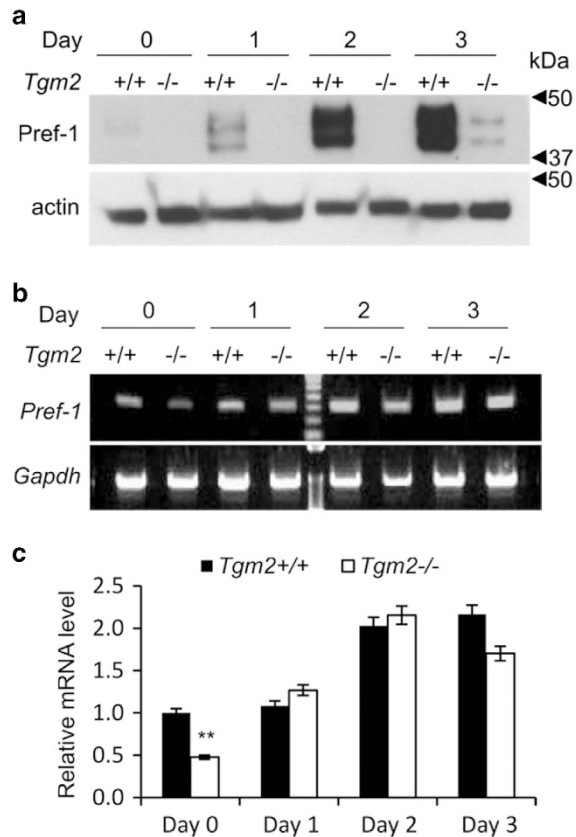 a
Day 0 1 2 3
kDa
Tgm2 +/+ -/- +/+ -/- +/+ -/- +/+ -/-
50
Pref-1
37
50
actin
b
Day 0 1 2 3
Tgm2 +/+ -/- +/+ -/- +/+ -/- +/+ -/-
Pref-1
Gapdh
c
Tgm2+/+ Tgm2-/-
Relative mRNA level
2.5
2.0
1.5
1.0
**
0.5
0.0
Day 0 Day 1 Day 2 Day 3